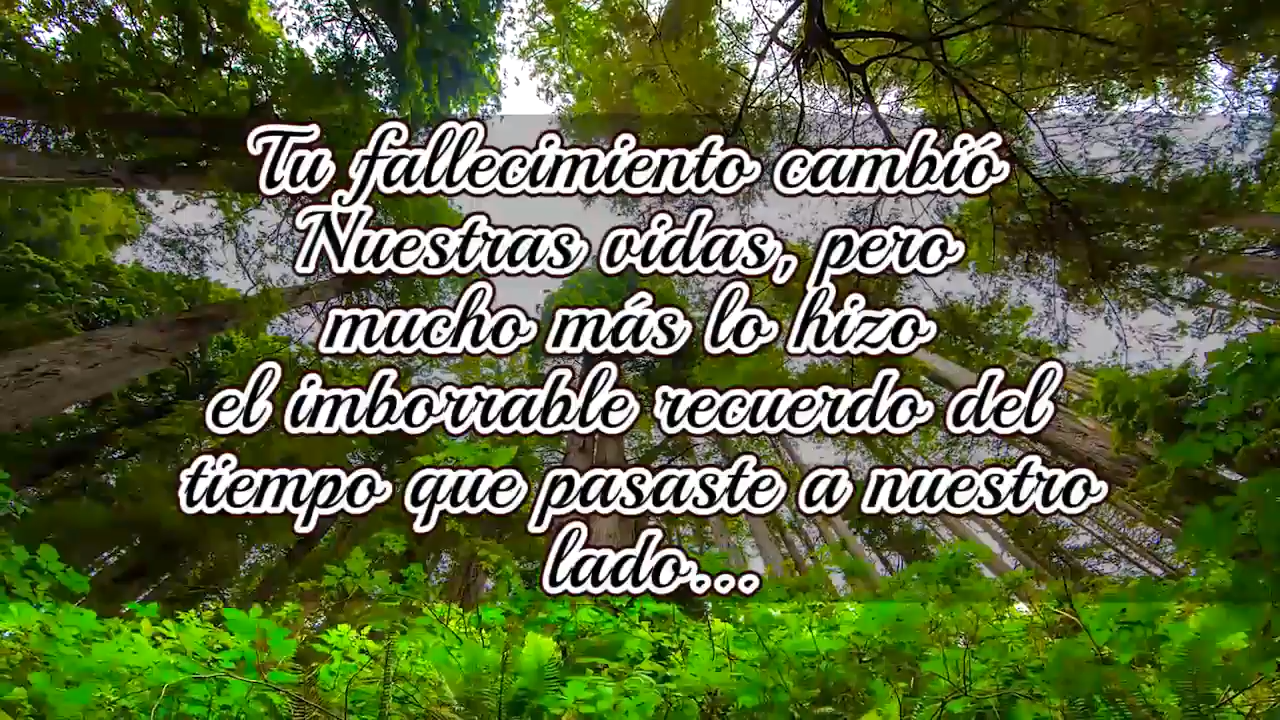 Tu fallecimiento cambió
Nuestras vidas, pero
mucho más lo hizo
el imborrable recuerdo del
tiempo que pasaste a nuestro
lado...